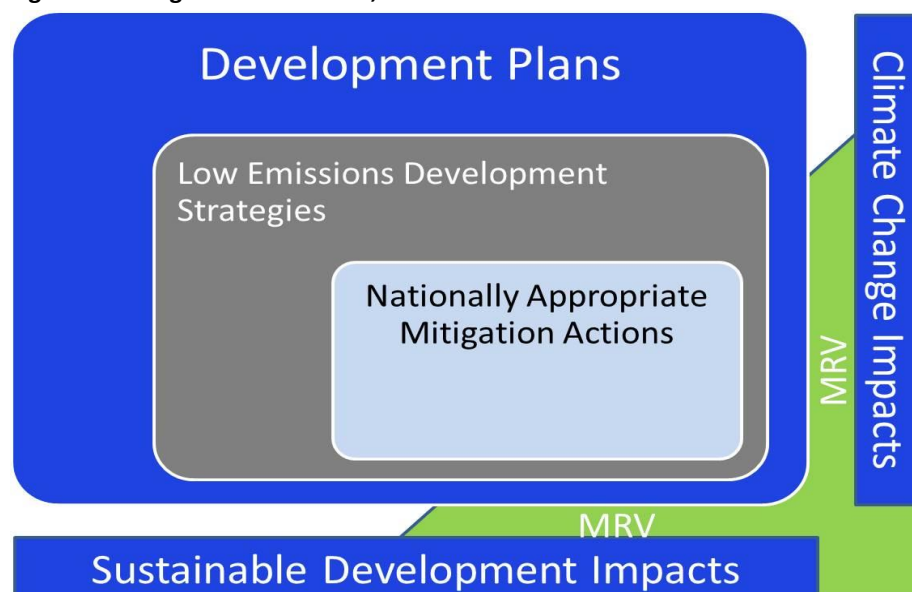 Development Plans
Low Emissions Development
Strategies
Nationally Appropriate
Mitigation Actions
MRV
Climate Change Impacts
MRV
Sustainable Development Impacts